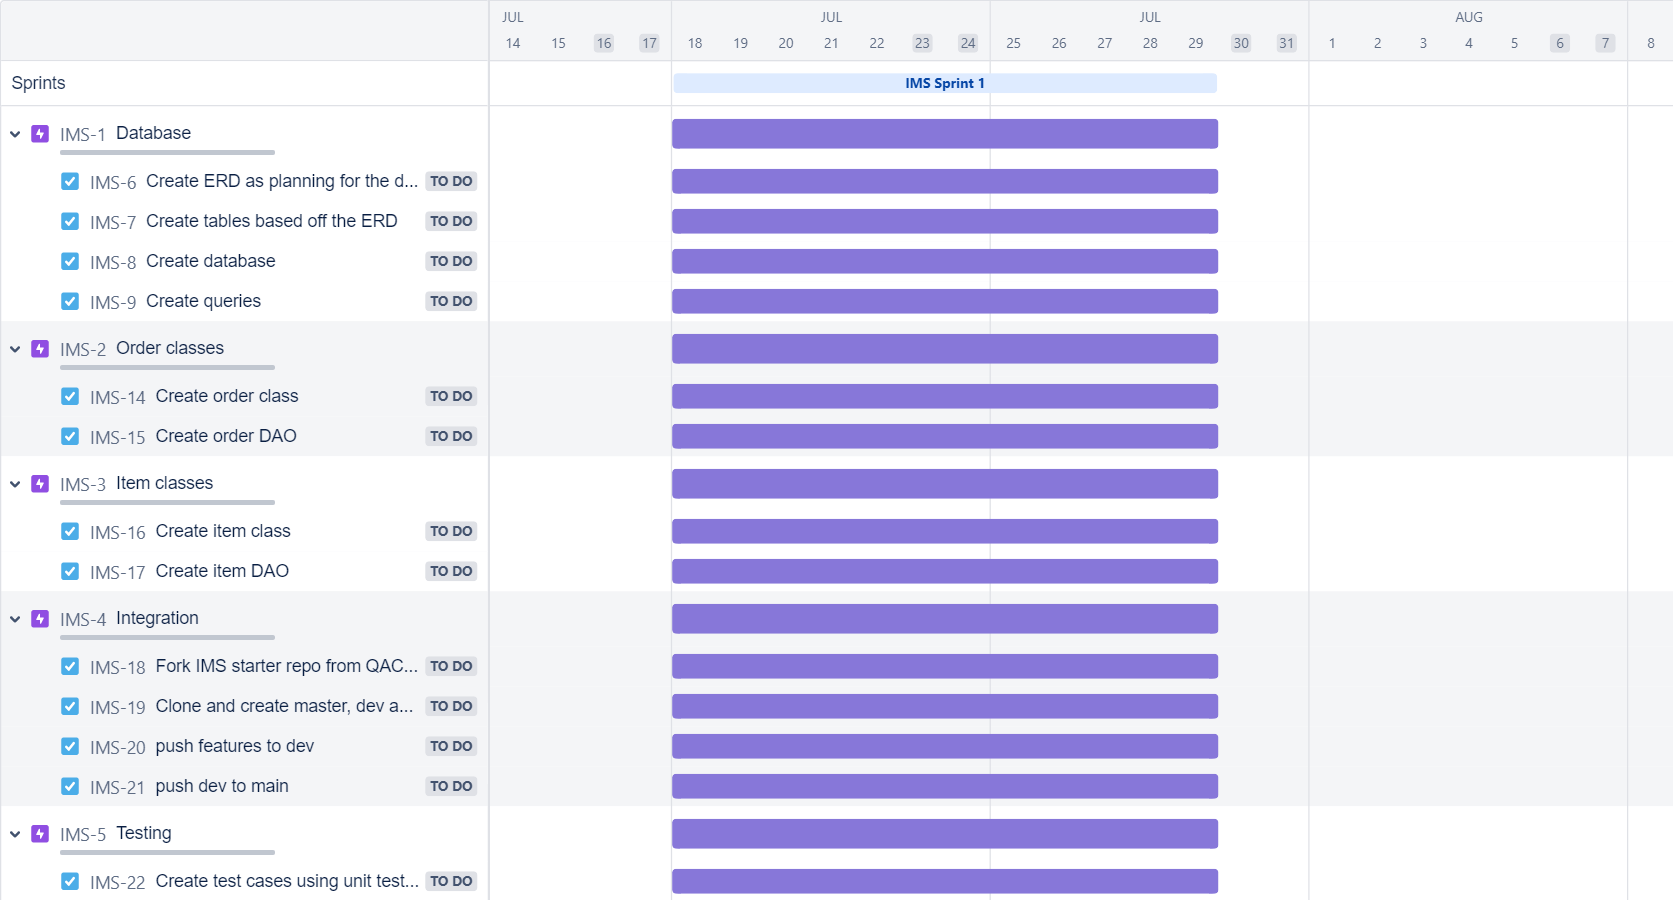 JUL JUL JUL AUG
14 15 16 17 18 19 20 21 22 23 24 25 26 27 28 29 30 31 1 2 3 4 5 6 7 8
Sprints IMS Sprint 1
IMS-1 Database
IMS-6 Create ERD as planning for the d... TO DO
IMS-7 Create tables based off the ERD TO DO
IMS-8 Create database TO DO
IMS-9 Create queries TO DO
IMS-2 Order classes
IMS-14 Create order class TO DO
IMS-15 Create order DAO TO DO
IMS-3 Item classes
IMS-16 Create item class TO DO
IMS-17 Create item DAO TO DO
IMS-4 Integration
IMS-18 Fork IMS starter repo from QAC... TO DO
IMS-19 Clone and create master, dev a... TO DO
IMS-20 push features to dev TO DO
IMS-21 push dev to main TO DO
IMS-5 Testing
IMS-22 Create test cases using unit test... TO DO